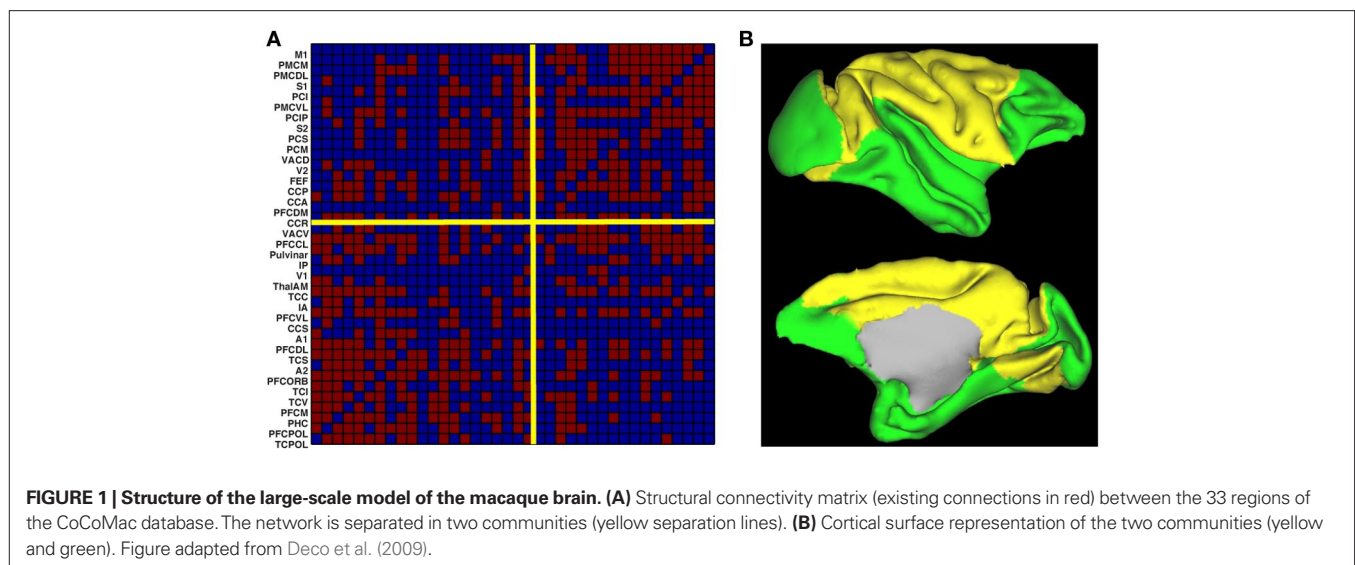 A
B
M1
PMCM
PMCDL
S1
PCI
PMCVL
PCIP
S2
PCS
PCM
VACD
V2
FEF
CCP
CCA
PFCDM
CCR
VACV
PFCCL
Pulvinar
IP
V1
ThalAM
TCC
IA
PFCVL
CCS
A1
PFCDL
TCS
A2
PFCORB
TCI
TCV
PFCM
PHC
PFCPOL
TCPOL
FIGURE 1 | Structure of the large-scale model of the macaque brain. (A) Structural connectivity matrix (existing connections in red) between the 33 regions of
the CoCoMac database. The network is separated in two communities (yellow separation lines). (B) Cortical surface representation of the two communities (yellow
and green). Figure adapted from Deco et al. (2009).